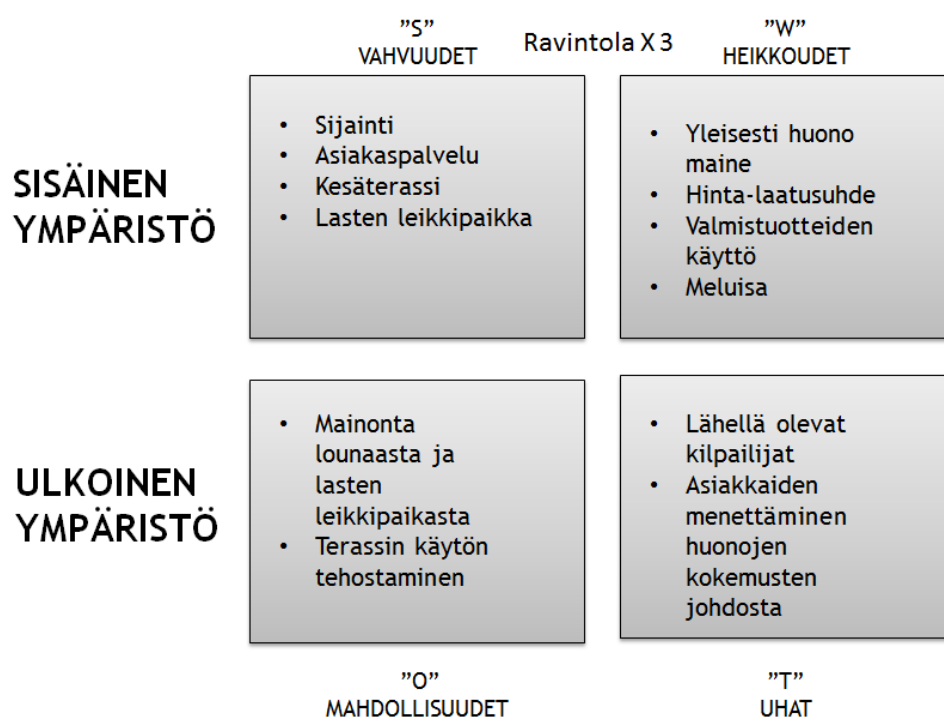 ”S”
VAHVUUDET
Ravintola X 3
”W”
HEIKKOUDET
SISÄINEN
YMPÄRISTÖ
• Sijainti
• Asiakaspalvelu
• Kesäterassi
• Lasten leikkipaikka
• Yleisesti huono
maine
• Hinta-laatusuhde
• Valmistuotteiden
käyttö
• Meluisa
ULKOINEN
YMPÄRISTÖ
• Mainonta
lounaasta ja
lasten
leikkipaikasta
• Terassin käytön
tehostaminen
• Lähellä olevat
kilpailijat
• Asiakkaiden
menettäminen
huonojen
kokemusten
johdosta
”O”
MAHDOLLISUUDET
”T”
UHAT